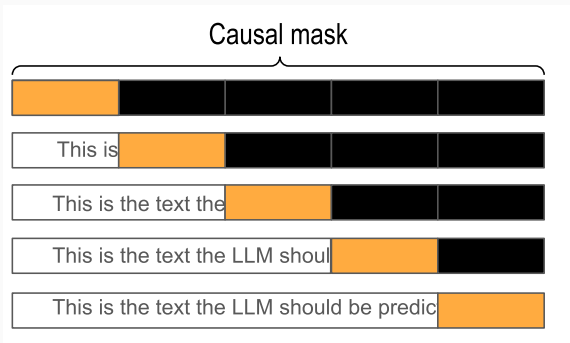 Causal mask
This is
This is the text the
This is the text the LLM shoul
This is the text the LLM should be predic